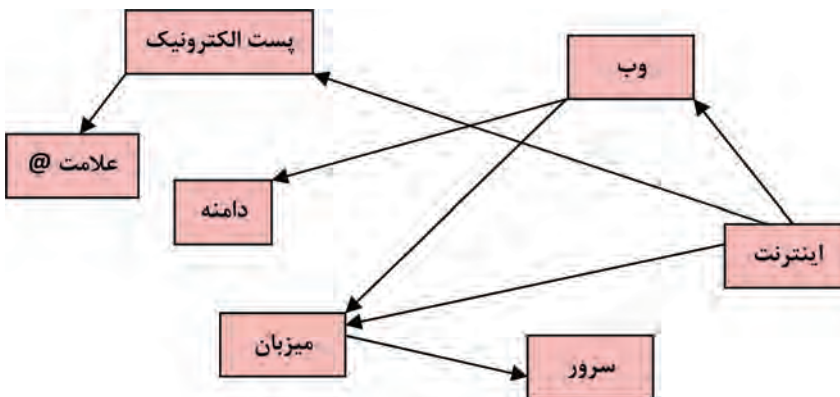 پست الکترونیک
وب
علامت @
دامنه
اینترنت
میزبان
سرور